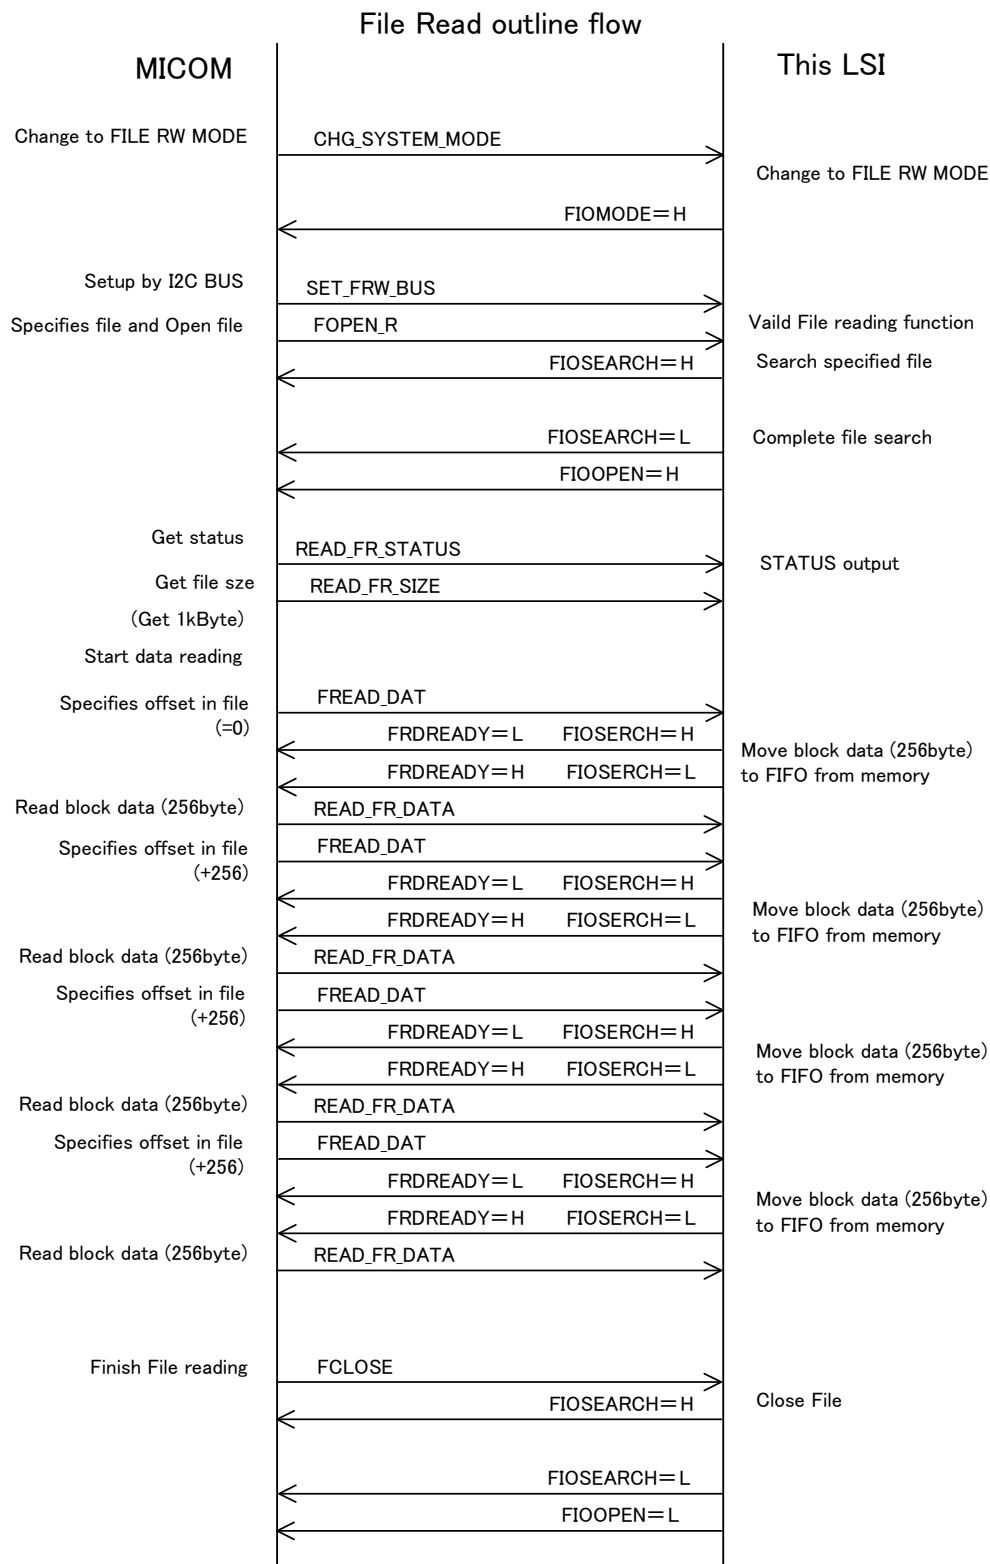 File Read outline flow
MICOM
This LSI
Change to FILE RW MODE
CHG_SYSTEM_MODE
Change to FILE RW MODE
FIOMODE＝H
Setup by I2C BUS
SET_FRW_BUS
Specifies file and Open file
FOPEN_R
Vaild File reading function
FIOSEARCH＝H
Search specified file
FIOSEARCH＝L
Complete file search
FIOOPEN＝H
Get status
READ_FR_STATUS
STATUS output
Get file sze
READ_FR_SIZE
(Get 1kByte)
Start data reading
Specifies offset in file
(=0)
FREAD_DAT
FRDREADY＝L FIOSERCH＝H
Move block data (256byte)
to FIFO from memory
FRDREADY＝H FIOSERCH＝L
Read block data (256byte)
READ_FR_DATA
Specifies offset in file
(+256)
FREAD_DAT
FRDREADY＝L FIOSERCH＝H
Move block data (256byte)
to FIFO from memory
FRDREADY＝H FIOSERCH＝L
Read block data (256byte)
READ_FR_DATA
Specifies offset in file
(+256)
FREAD_DAT
FRDREADY＝L FIOSERCH＝H
Move block data (256byte)
to FIFO from memory
FRDREADY＝H FIOSERCH＝L
Read block data (256byte)
READ_FR_DATA
Specifies offset in file
(+256)
FREAD_DAT
FRDREADY＝L FIOSERCH＝H
Move block data (256byte)
to FIFO from memory
FRDREADY＝H FIOSERCH＝L
Read block data (256byte)
READ_FR_DATA
Finish File reading
FCLOSE
FIOSEARCH＝H
Close File
FIOSEARCH＝L
FIOOPEN＝L